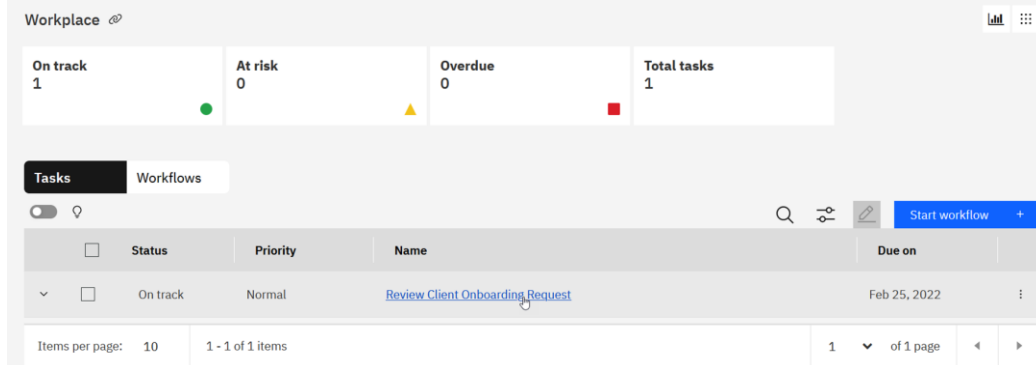 Workplace
On track
1
At risk
0
Overdue
0
Total tasks
1
Tasks
Workflows
Start workflow +
Status Priority Name Due on
On track Normal Review Client Onboarding Request Feb 25, 2022
Items per page: 10 1 - 1 of 1 items 1 of 1 page